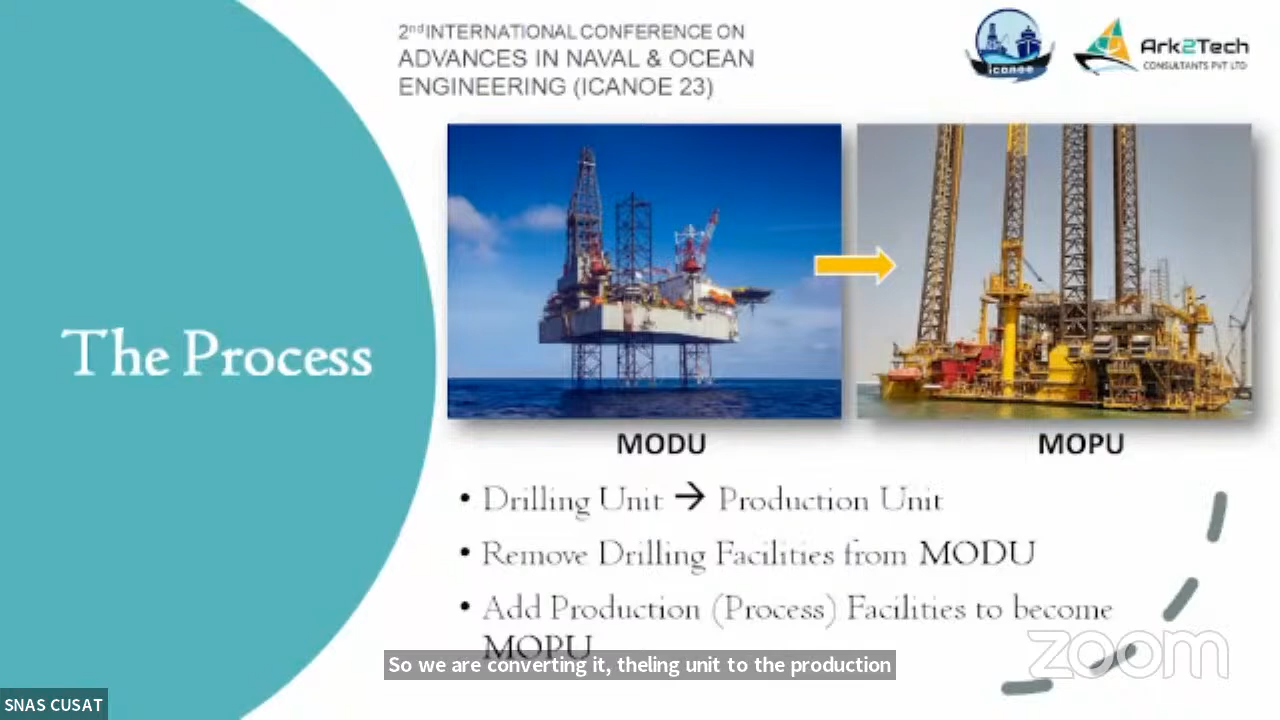 2nd INTERNATIONAL CONFERENCE ON
ADVANCES IN NAVAL & OCEAN
ENGINEERING (ICANOE 23)
icanoe
Ark2Tech
CONSULTANTS PVT LTD
The Process
MODU
MOPU
• Drilling Unit → Production Unit
• Remove Drilling Facilities from MODU
• Add Production (Process) Facilities to become
MOPU
So we are converting it, theling unit to the production
zoom
SNAS CUSAT